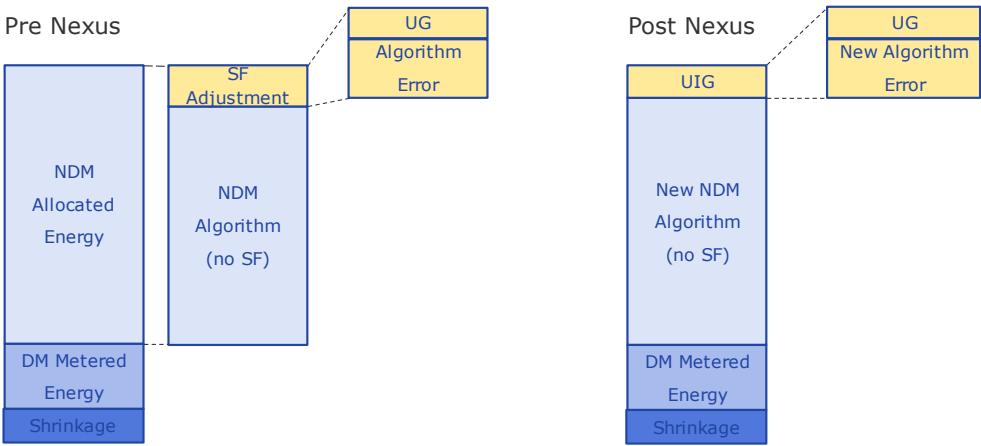 Pre Nexus
NDM
Allocated
Energy
DM Metered
Energy
Shrinkage
SF
Adjustment
NDM
Algorithm
(no SF)
UG
Algorithm
Error
Post Nexus
UIG
New NDM
Algorithm
(no SF)
DM Metered
Energy
Shrinkage
UG
New Algorithm
Error